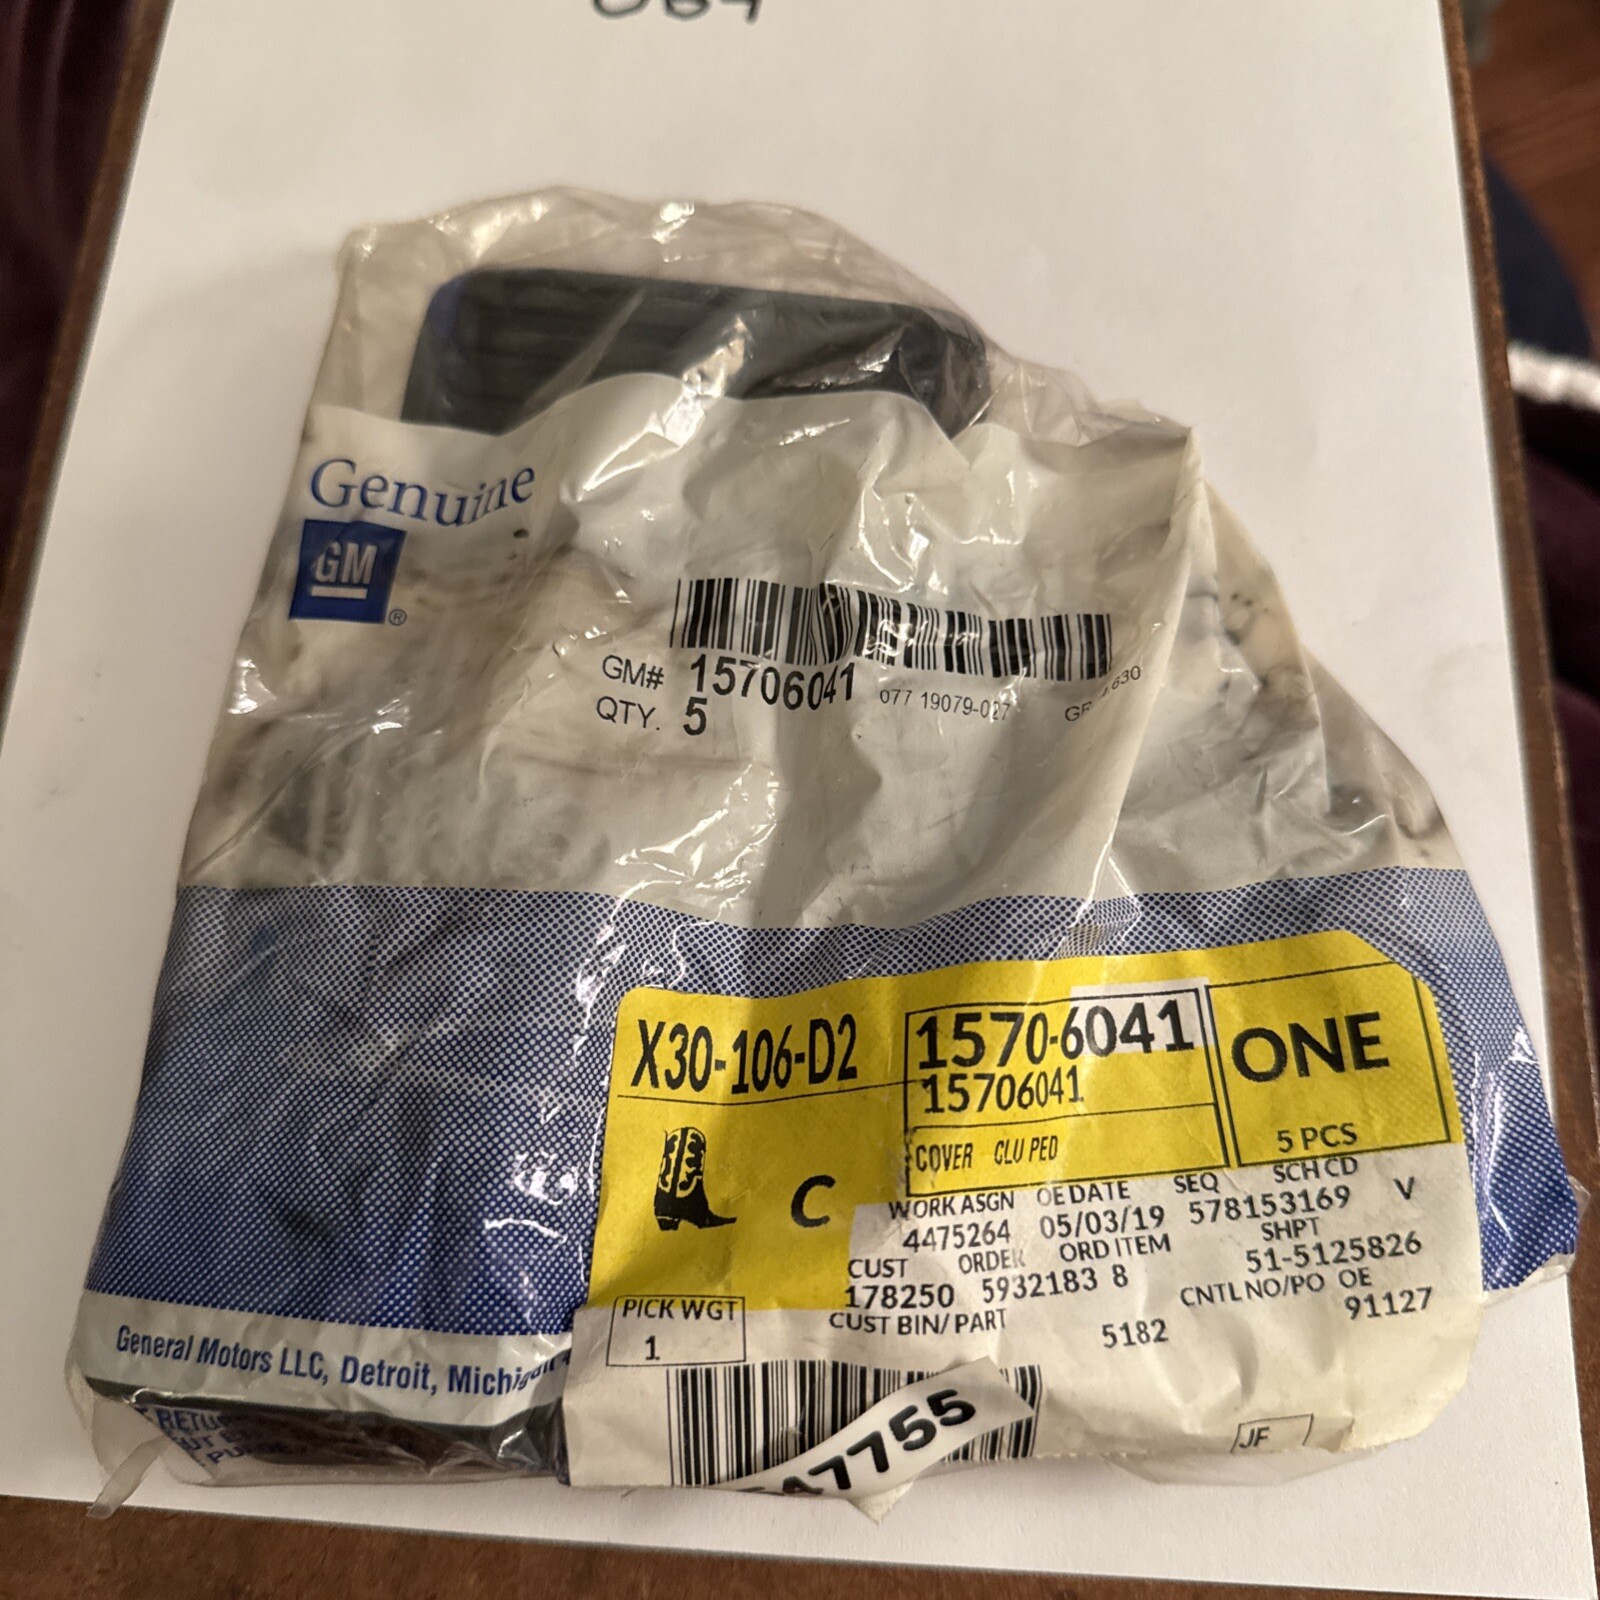 Genuine
GM ®
GM# 15706041 077 19079-027
QTY. 5
X30-106-D2
1570-6041
15706041
ONE
5 PCS
COVER CLU PED
C
WORK ASGN OE DATE SEQ SCH CD
4475264 05/03/19 578153169 V
CUST ORDER ORD ITEM SHPT
178250 5932183 8 51-5125826
CUST BIN/PART CNTL NO/PO OE
5182 91127
PICK WGT
1
JF
General Motors LLC, Detroit, Michigan
7755